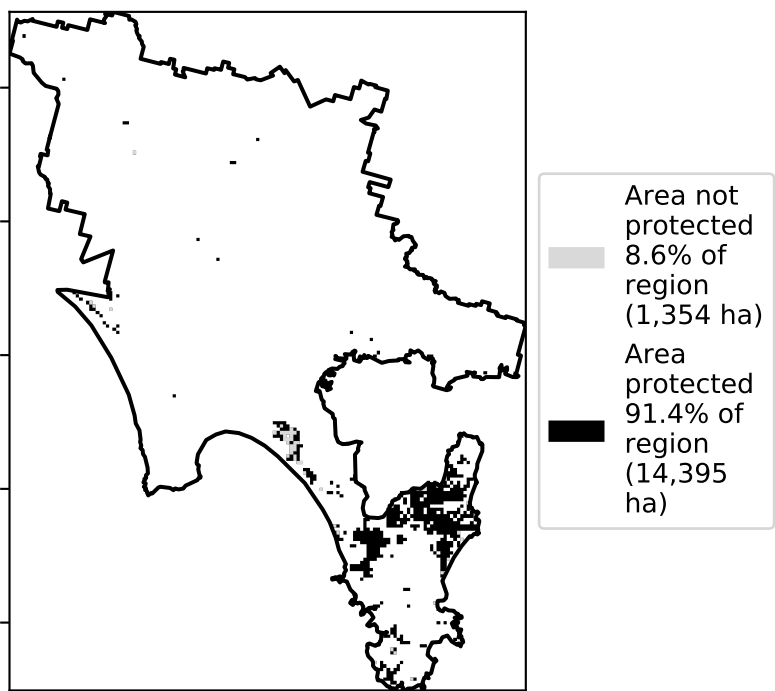 Area not
protected
8.6% of
region
(1,354 ha)
Area
protected
91.4% of
region
(14,395
ha)